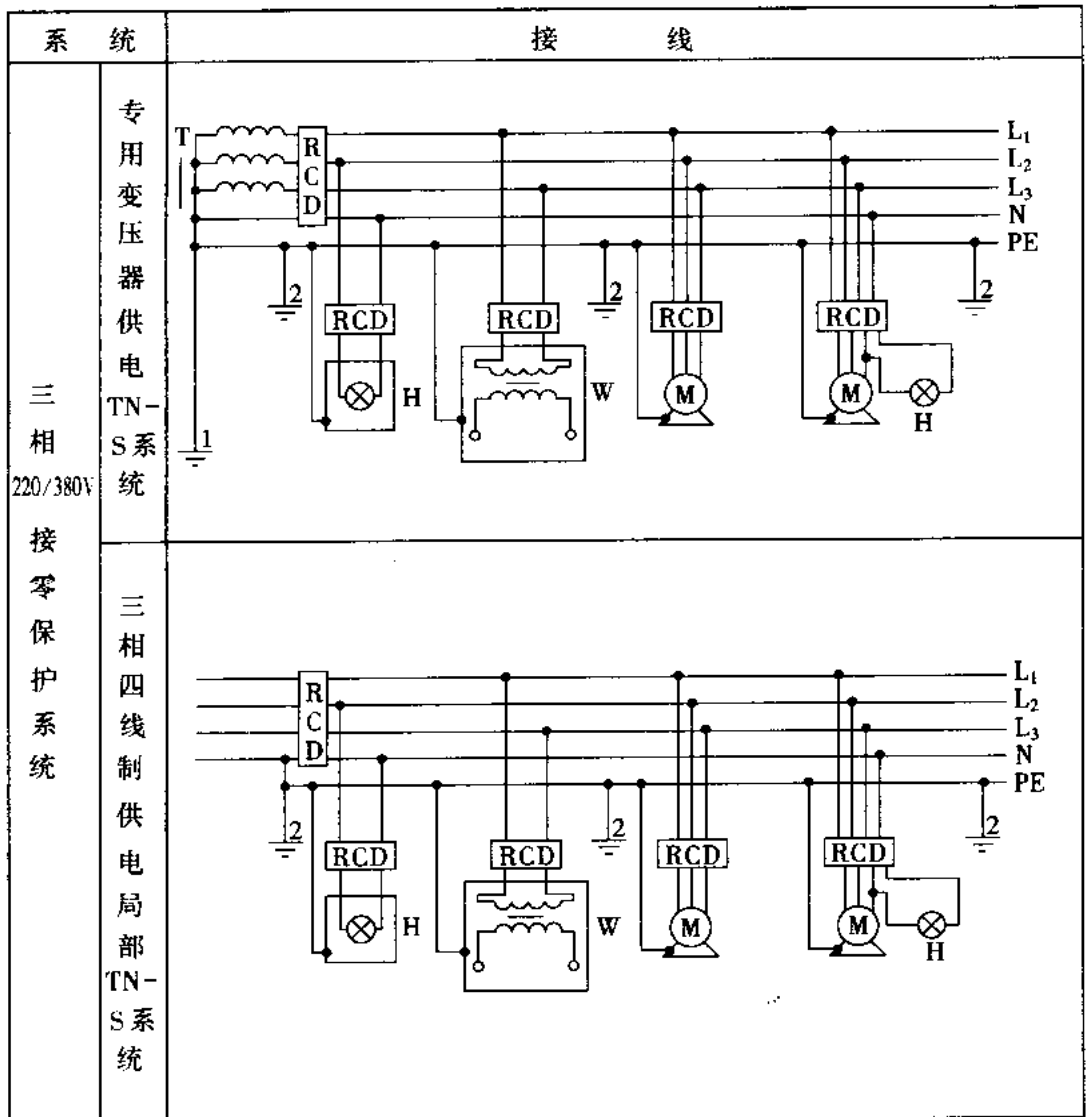 系 统
接 线
三相220/380V接零保护系统
专用变压器供电TN-S系统
T
R
C
D
L₁
L₂
L₃
N
PE
2
2
2
RCD
RCD
RCD
RCD
H
W
M
M
H
1
三相四线制供电局部TN-S系统
R
C
D
L₁
L₂
L₃
N
PE
2
2
2
RCD
RCD
RCD
RCD
H
W
M
M
H